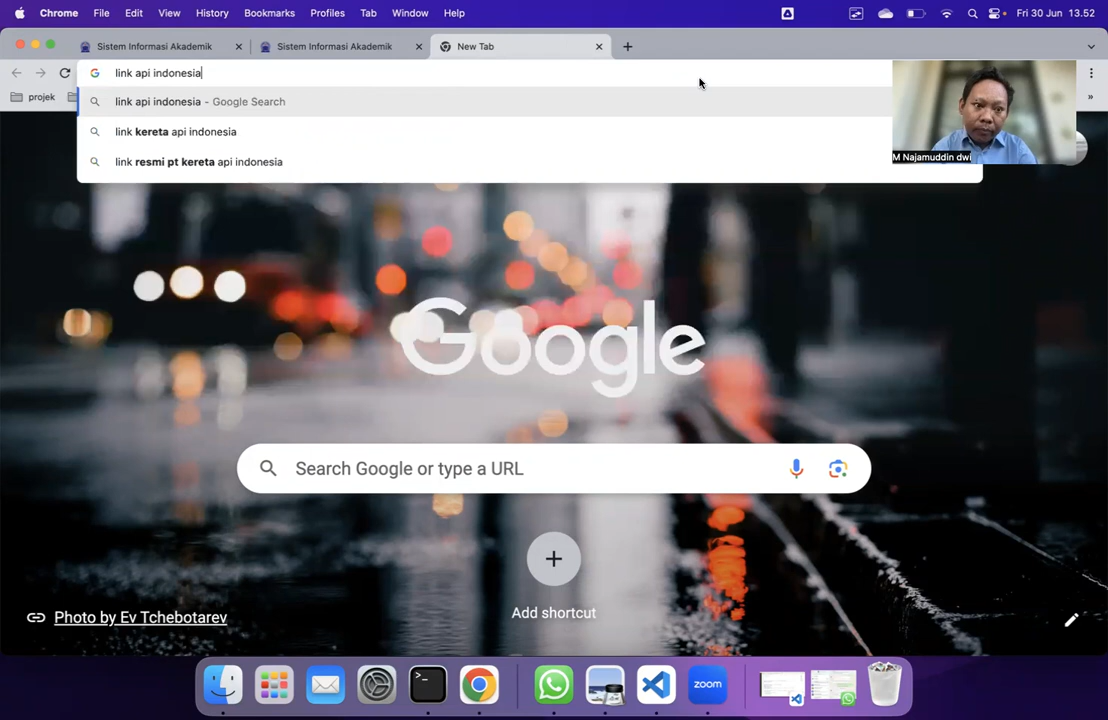 Chrome File Edit View History Bookmarks Profiles Tab Window Help Fri 30 Jun 13.52
Sistem Informasi Akademik Sistem Informasi Akademik New Tab
link api indonesia
projek
link api indonesia - Google Search
link kereta api indonesia
link resmi pt kereta api indonesia
M Najamuddin dwi
Google
Search Google or type a URL
Add shortcut
Photo by Ev Tchebotarev
zoom